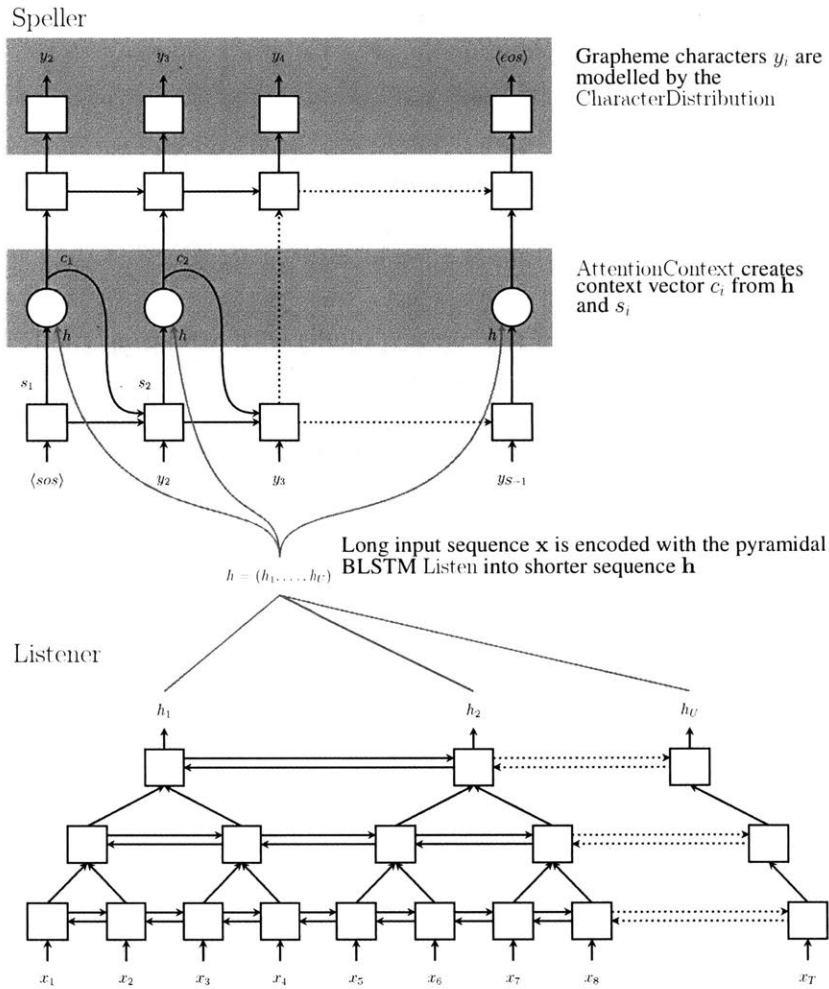 Speller
y₂ y₃ y₄ ⟨eos⟩
Grapheme characters yᵢ are
modelled by the
CharacterDistribution
c₁ c₂
AttentionContext creates
context vector cᵢ from h
and sᵢ
h h h
s₁ s₂
⟨sos⟩ y₂ y₃ yS−1
Long input sequence x is encoded with the pyramidal
BLSTM Listen into shorter sequence h
h = (h₁, . . . , hU)
Listener
h₁ h₂ hU
x₁ x₂ x₃ x₄ x₅ x₆ x₇ x₈ xT